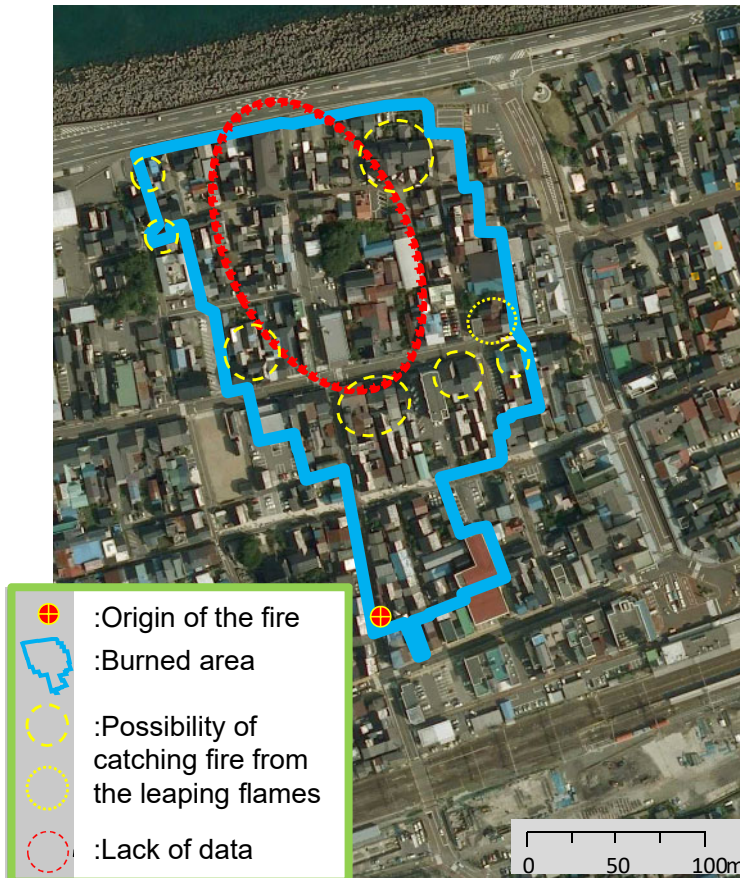 :Origin of the fire
:Burned area
:Possibility of
catching fire from
the leaping flames
:Lack of data
0 50 100m